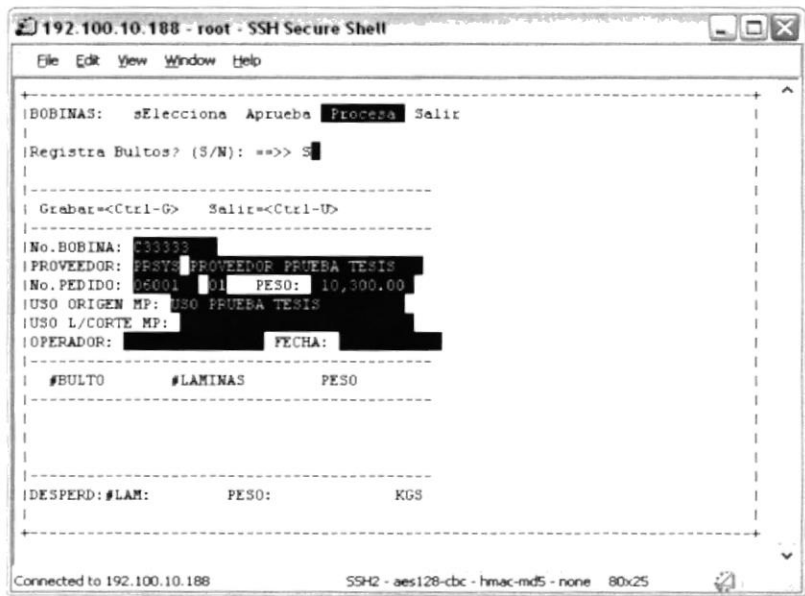 192.100.10.188 - root - SSH Secure Shell
File Edit View Window Help
BOBINAS: sElecciona Aprueba Procesa Salir
Registra Bultos? (S/N): ==>> S
Grabar=<Ctrl-G> Salir=<Ctrl-U>
No.BOBINA: C33333
PROVEEDOR: PRSYS PROVEEDOR PRUEBA TESIS
No.PEDIDO: 06001 01 PESO: 10,300.00
USO ORIGEN MP: USO PRUEBA TESIS
USO L/CORTE MP:
OPERADOR: FECHA:
#BULTO #LAMINAS PESO
DESPERD:#LAM: PESO: KGS
Connected to 192.100.10.188 SSH2 - aes128-cbc - hmac-md5 - none 80x25